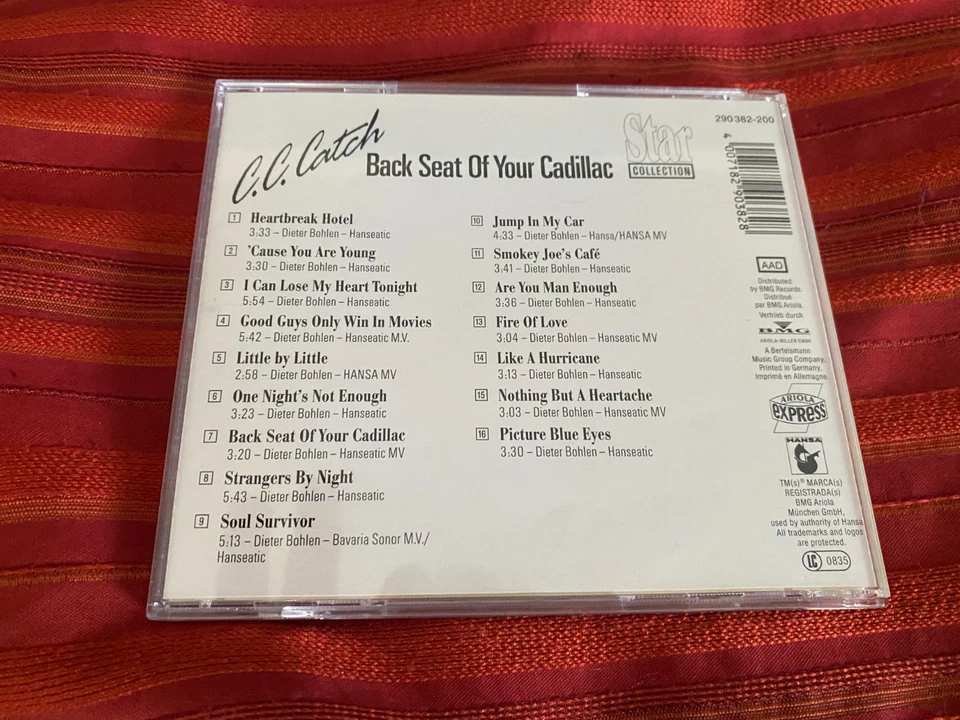 C.C. Catch
Back Seat Of Your Cadillac
Star
COLLECTION
290 382-200
4 007182 903828
1 Heartbreak Hotel
3:33 – Dieter Bohlen – Hanseatic
2 'Cause You Are Young
3:30 – Dieter Bohlen – Hanseatic
3 I Can Lose My Heart Tonight
5:54 – Dieter Bohlen – Hanseatic
4 Good Guys Only Win In Movies
5:42 – Dieter Bohlen – Hanseatic M.V.
5 Little by Little
2:58 – Dieter Bohlen – HANSA MV
6 One Night's Not Enough
3:23 – Dieter Bohlen – Hanseatic
7 Back Seat Of Your Cadillac
3:20 – Dieter Bohlen – Hanseatic MV
8 Strangers By Night
5:43 – Dieter Bohlen – Hanseatic
9 Soul Survivor
5:13 – Dieter Bohlen – Bavaria Sonor M.V./
Hanseatic
10 Jump In My Car
4:33 – Dieter Bohlen – Hansa/HANSA MV
11 Smokey Joe's Café
3:41 – Dieter Bohlen – Hanseatic
12 Are You Man Enough
3:36 – Dieter Bohlen – Hanseatic
13 Fire Of Love
3:04 – Dieter Bohlen – Hanseatic MV
14 Like A Hurricane
3:13 – Dieter Bohlen – Hanseatic
15 Nothing But A Heartache
3:03 – Dieter Bohlen – Hanseatic MV
16 Picture Blue Eyes
3:30 – Dieter Bohlen – Hanseatic
AAD
Distributed
by BMG Records.
Distribué
par BMG Ariola.
Vertrieb durch
BMG
ARIOLA-MILLER GMBH
A Bertelsmann
Music Group Company.
Printed in Germany.
Imprimé en Allemagne.
ARIOLA
express
HANSA
TM(s)® MARCA(s)
REGISTRADA(s)
BMG Ariola
München GmbH,
used by authority of Hansa
All trademarks and logos
are protected.
LC 0835